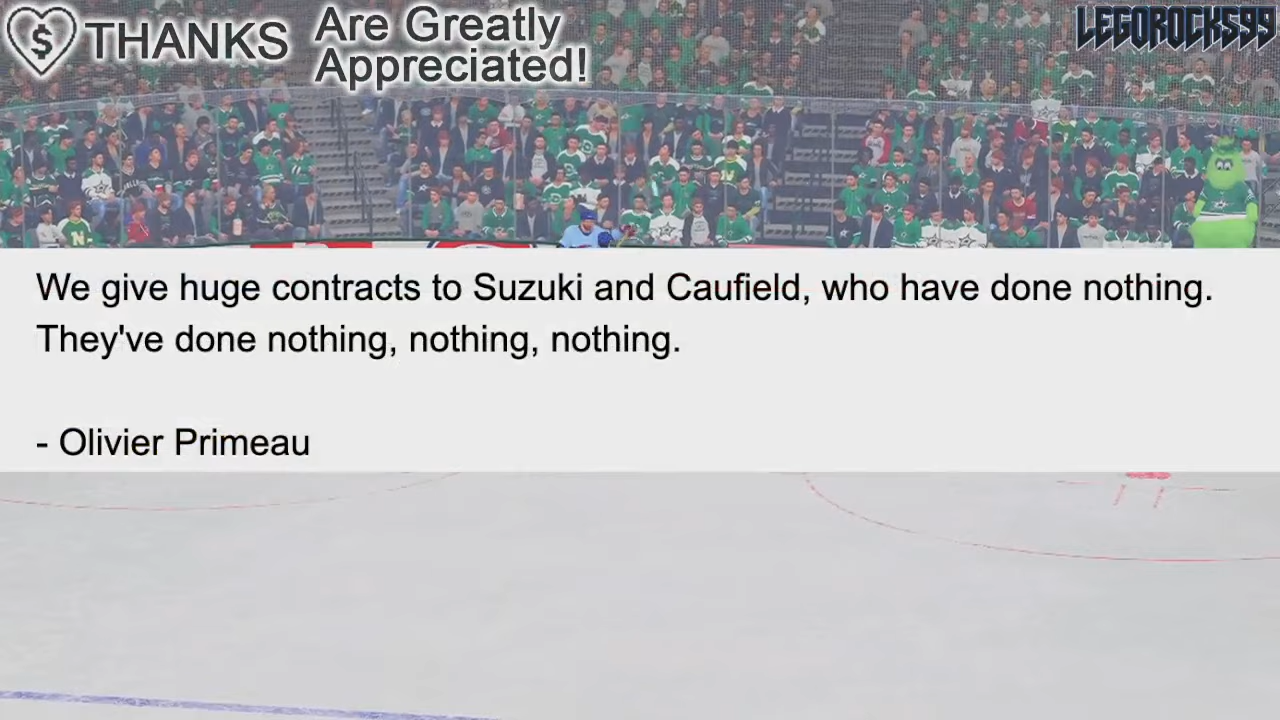 THANKS
Are Greatly
Appreciated!
LEGOROCKS99
We give huge contracts to Suzuki and Caufield, who have done nothing.
They've done nothing, nothing, nothing.
- Olivier Primeau